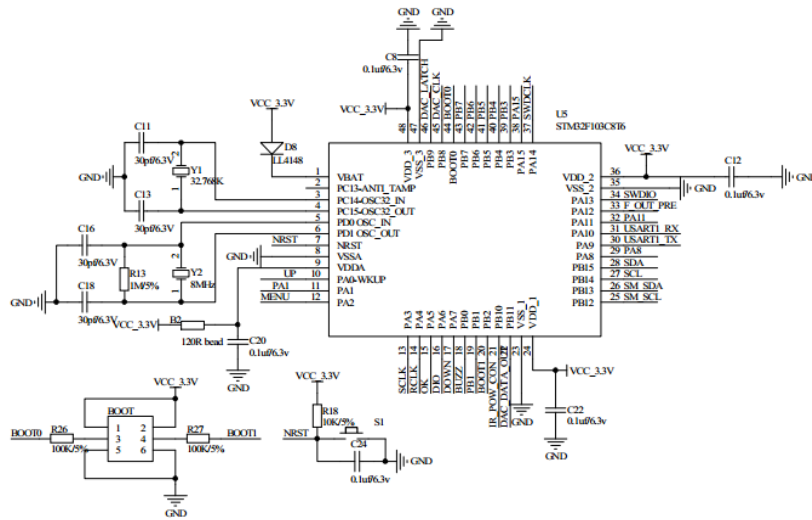 GND
GND
C8
0.1uf/6.3v
VCC_3.3V
48
47
46 DAC_LATCH
45 DAC_CLK
44 BOOT0
43 PB7
42 PB6
41 PB5
40 PB4
39 PB3
38 PA15
37 SWDCLK
U5
STM32F103C8T6
VDD_3
VSS_3
PB9
PB8
BOOT0
PB7
PB6
PB5
PB4
PB3
PA15
PA14
VCC_3.3V
D8
LL4148
C11
30pf/76.3V
2
Y1
32.768K
1
GND
C13
30pf/76.3V
C16
30pf/76.3V
R13
1M/5%
2
Y2
8MHz
1
GND
C18
30pf/76.3V
1 VBAT
2 PC13-ANTI_TAMP
3 PC14-OSC32_IN
4 PC15-OSC32_OUT
5 PD0 OSC_IN
6 PD1 OSC_OUT
NRST 7 NRST
GND 8 VSSA
9 VDDA
UP 10 PA0-WKUP
PA1 11 PA1
MENU 12 PA2
VCC_3.3V
B2
120R bead
C20
0.1uf/6.3v
GND
VDD_2 36
VSS_2 35
PA13 34 SWDIO
PA12 33 F_OUT_PRE
PA11 32 PA11
PA10 31 USART1_RX
PA9 30 USART1_TX
PA8 29 PA8
PB15 28 SDA
PB14 27 SCL
PB13 26 SM_SDA
PB12 25 SM_SCL
VCC_3.3V
GND
C12
0.1uf/6.3v
GND
PA3
PA4
PA5
PA6
PA7
PB0
PB1
PB2
PB10
PB11
VSS_1
VDD_1
SCLK 13
RCLK 14
OK 15
DIO 16
DOWN 17
BUZZ 18
PB1 19
BOOT1 20
IR_POW_CON 21
DAC_DATA_OUT 22
23
24
GND
VCC_3.3V
C22
0.1uf/6.3v
GND
VCC_3.3V
BOOT
1 2
3 4
5 6
BOOT0
R26
100K/5%
R27
100K/5%
BOOT1
GND
VCC_3.3V
R18
10K/5%
S1
NRST
C24
0.1uf/6.3v
GND